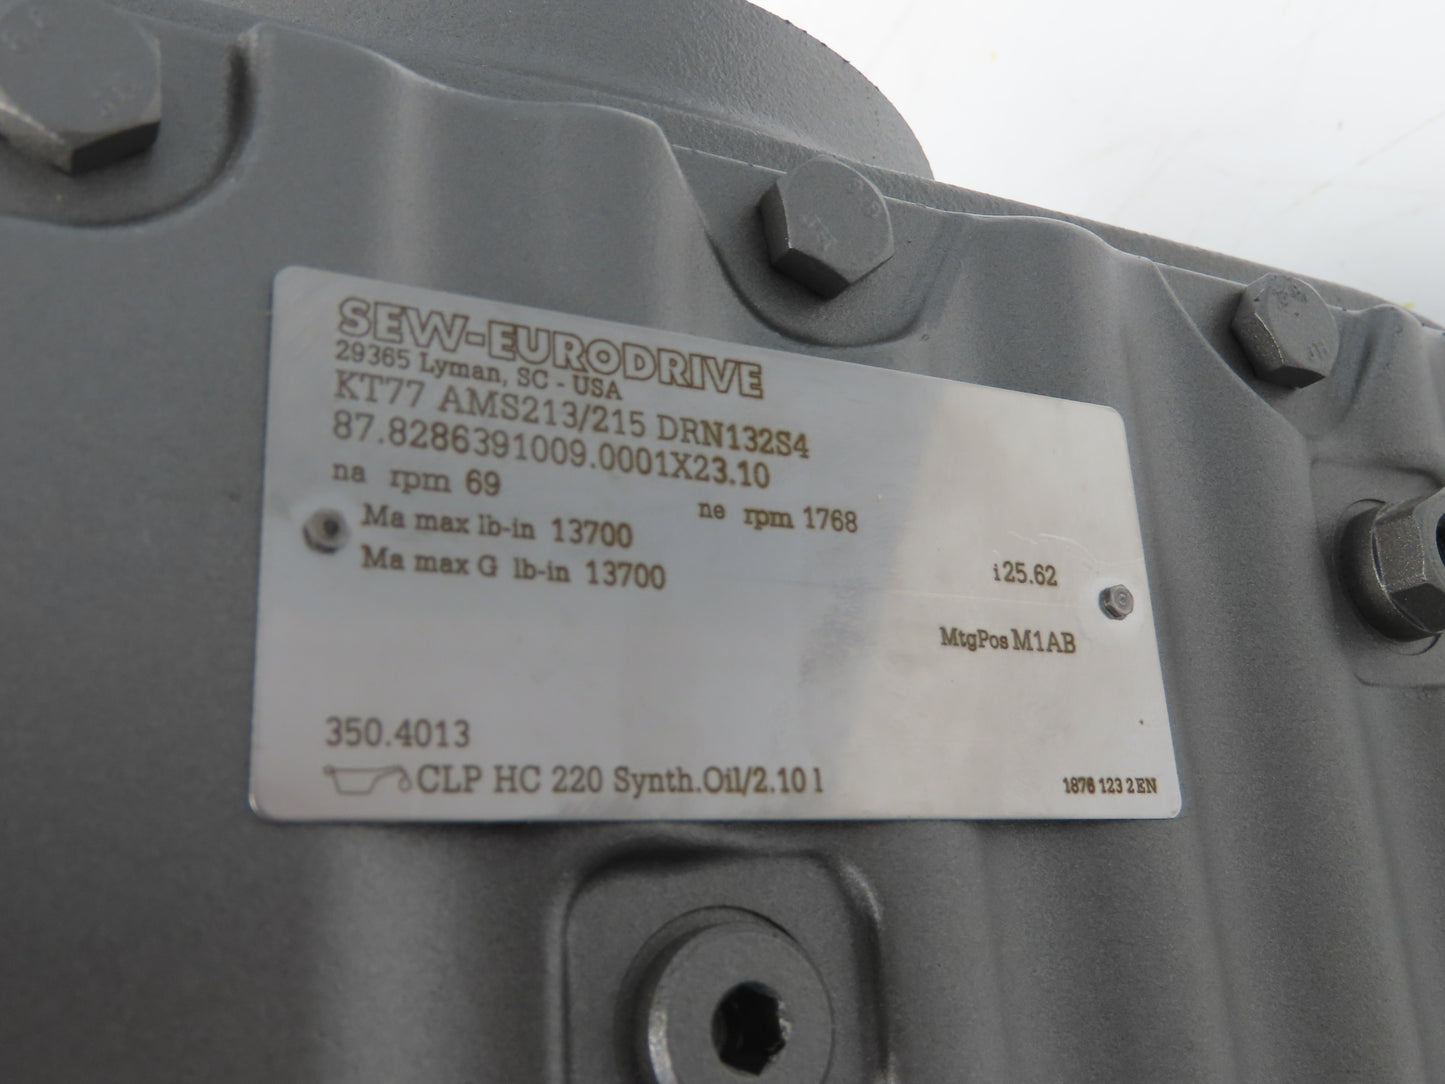 SEW-EURODRIVE
29365 Lyman, SC - USA
KT77 AMS213/215 DRN132S4
87.8286391009.0001X23.10
na rpm 69
ne rpm 1768
Ma max lb-in 13700
Ma max G lb-in 13700
i 25.62
MtgPos M1AB
350.4013
CLP HC 220 Synth.Oil/2.10 l
1876 123 2 EN